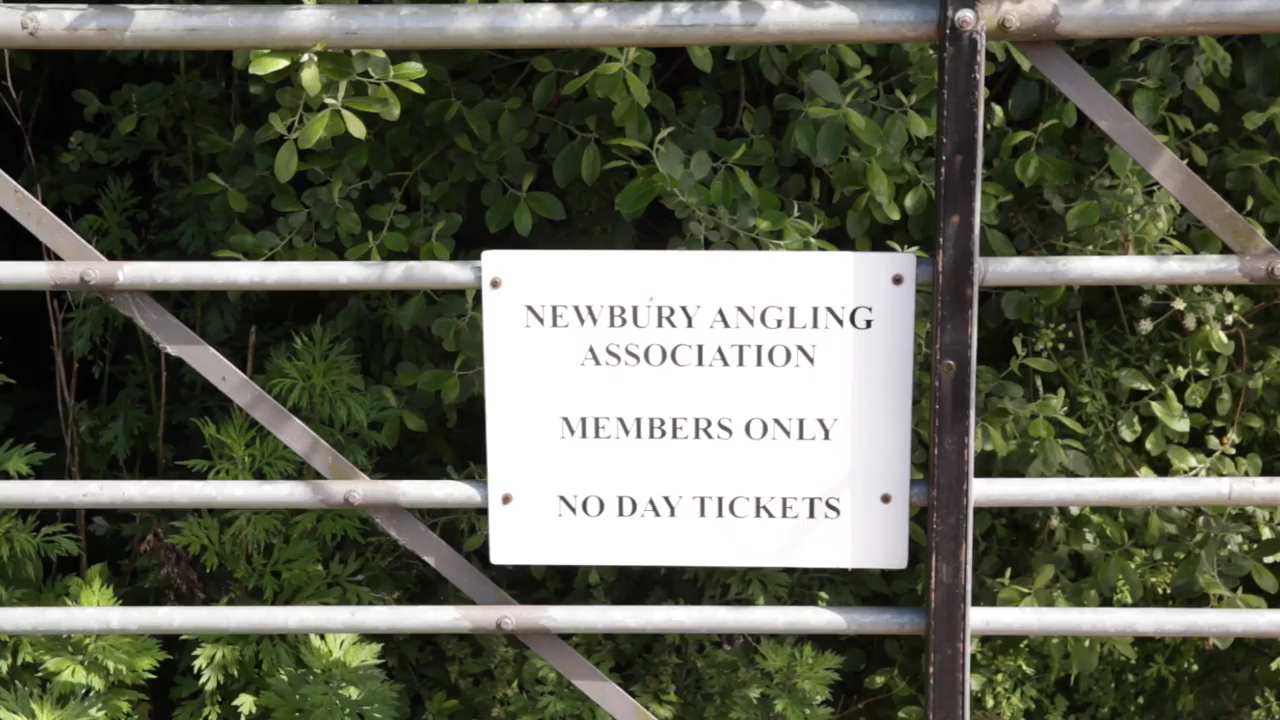 NEWBURY ANGLING
ASSOCIATION
MEMBERS ONLY
NO DAY TICKETS